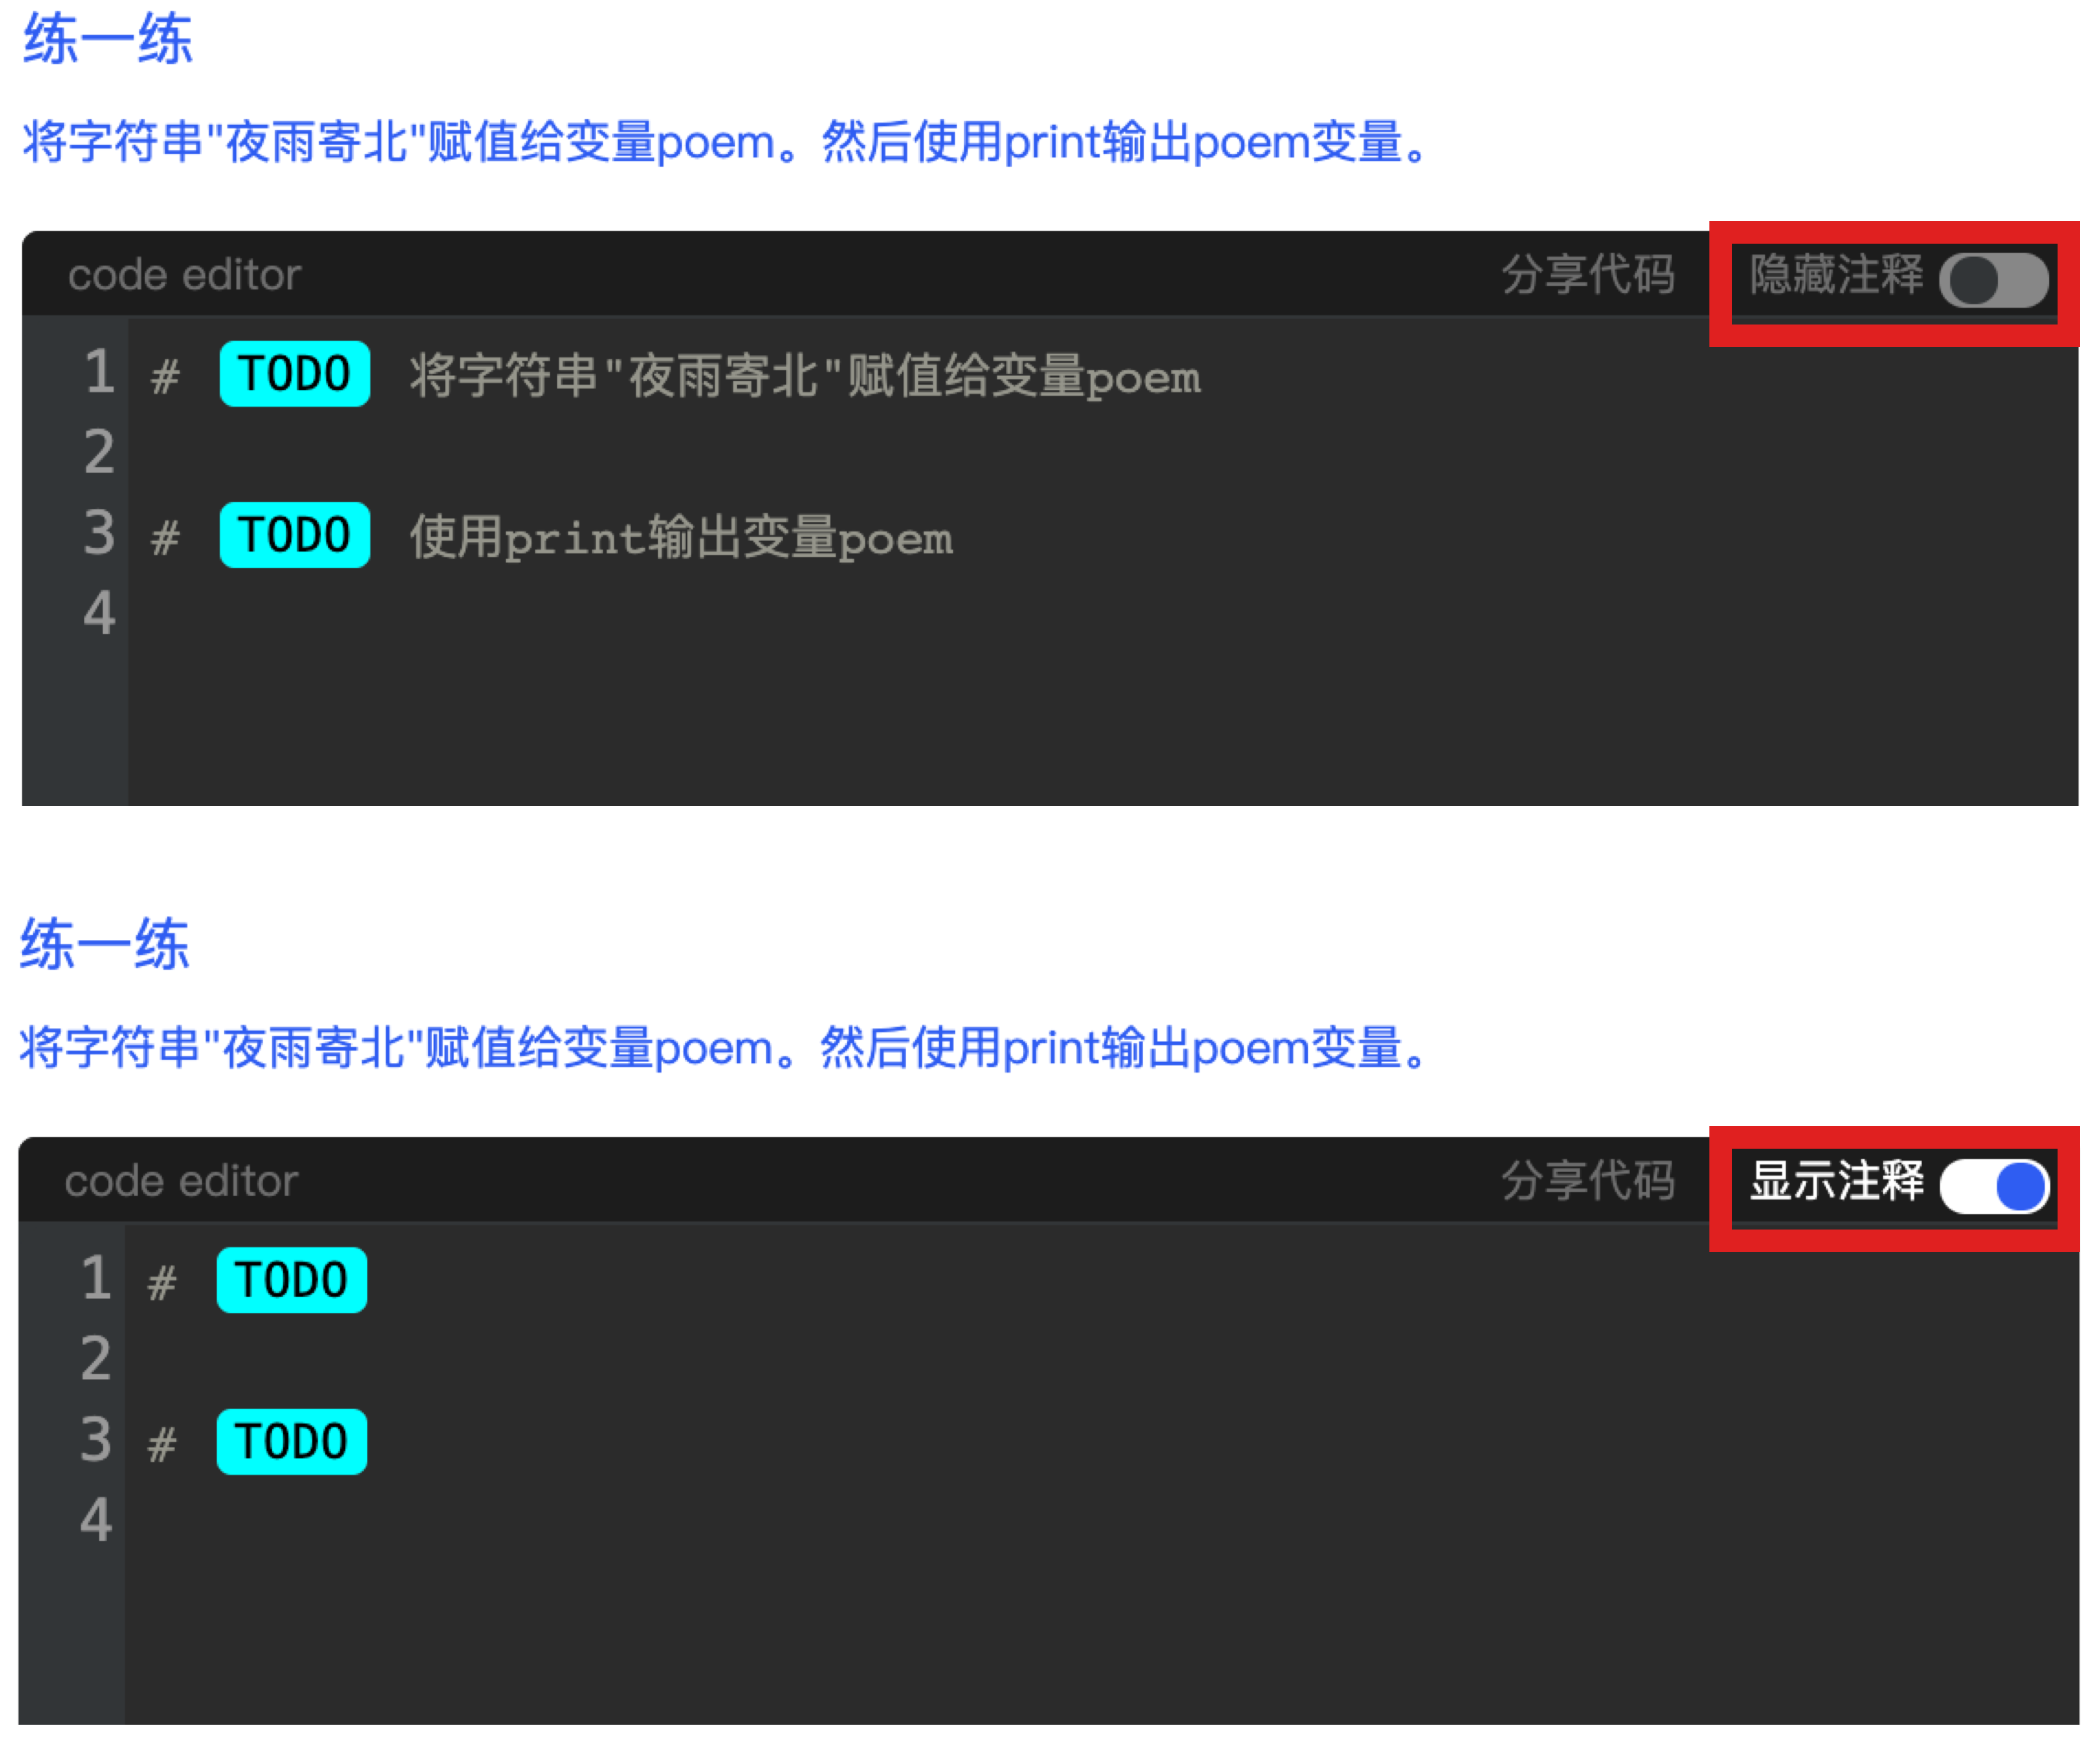 练一练
将字符串"夜雨寄北"赋值给变量poem。然后使用print输出poem变量。
code editor 分享代码 隐藏注释
1 # TODO 将字符串"夜雨寄北"赋值给变量poem
2
3 # TODO 使用print输出变量poem
4
练一练
将字符串"夜雨寄北"赋值给变量poem。然后使用print输出poem变量。
code editor 分享代码 显示注释
1 # TODO
2
3 # TODO
4